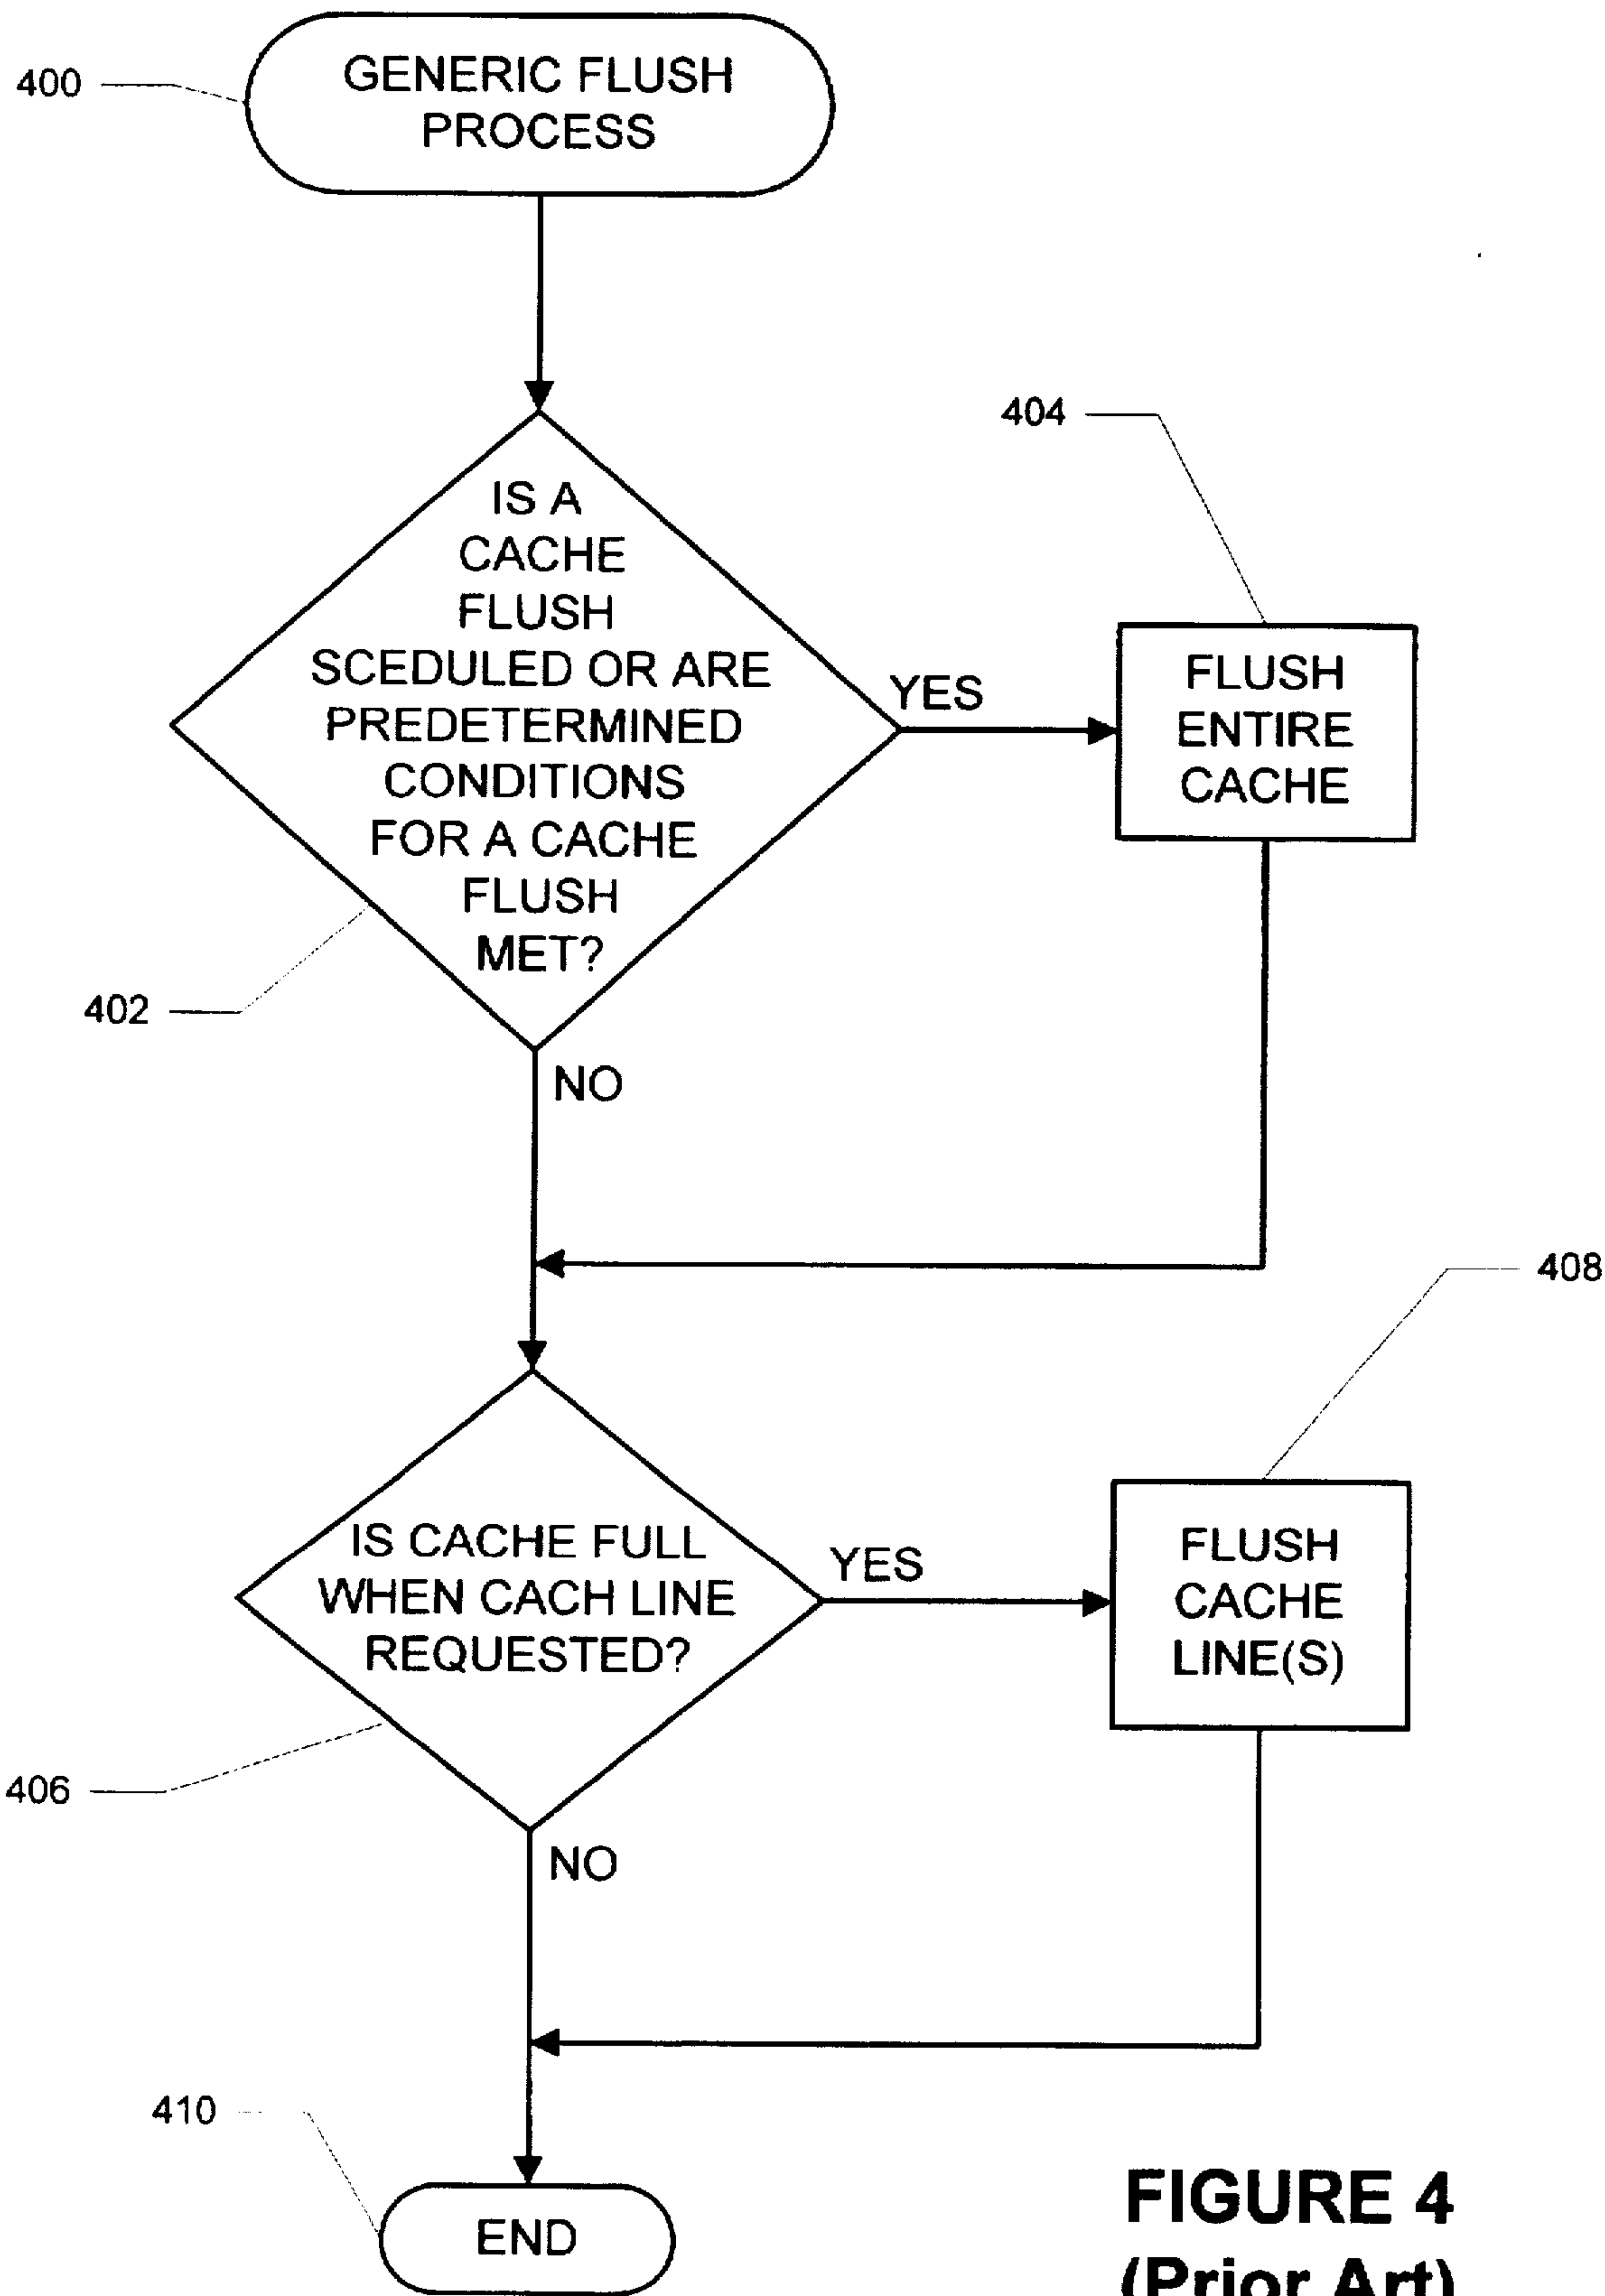 400
GENERIC FLUSH
PROCESS
404
IS A
CACHE
FLUSH
SCEDULED OR ARE
PREDETERMINED
CONDITIONS
FOR A CACHE
FLUSH
MET?
YES
FLUSH
ENTIRE
CACHE
402
NO
408
IS CACHE FULL
WHEN CACH LINE
REQUESTED?
YES
FLUSH
CACHE
LINE(S)
406
NO
410
END
FIGURE 4
(Prior Art)